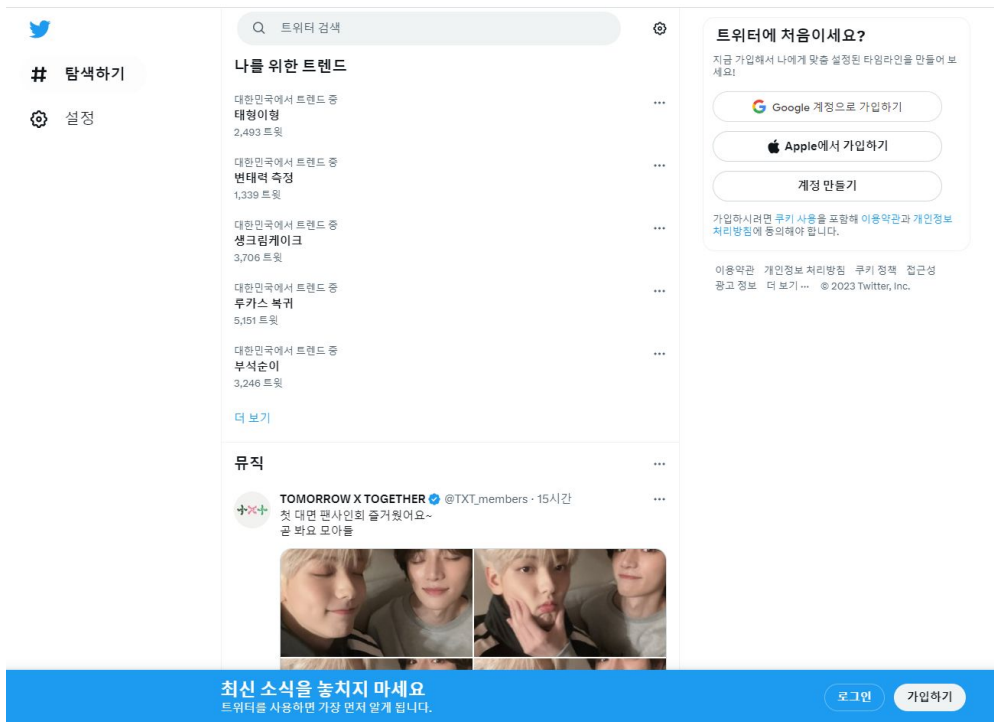 탐색하기
설정
트위터 검색
나를 위한 트렌드
대한민국에서 트렌드 중
태형이형
2,493 트윗
대한민국에서 트렌드 중
변태력 측정
1,339 트윗
대한민국에서 트렌드 중
생크림케이크
3,706 트윗
대한민국에서 트렌드 중
루카스 복귀
5,151 트윗
대한민국에서 트렌드 중
부석순이
3,246 트윗
더 보기
뮤직
TOMORROW X TOGETHER @TXT_members · 15시간
첫 대면 팬사인회 즐거웠어요~
곧 봐요 모아들
트위터에 처음이세요?
지금 가입해서 나에게 맞춤 설정된 타임라인을 만들어 보
세요!
Google 계정으로 가입하기
Apple에서 가입하기
계정 만들기
가입하시려면 쿠키 사용을 포함해 이용약관과 개인정보
처리방침에 동의해야 합니다.
이용약관 개인정보 처리방침 쿠키 정책 접근성
광고 정보 더 보기 ··· © 2023 Twitter, Inc.
최신 소식을 놓치지 마세요
트위터를 사용하면 가장 먼저 알게 됩니다.
로그인
가입하기